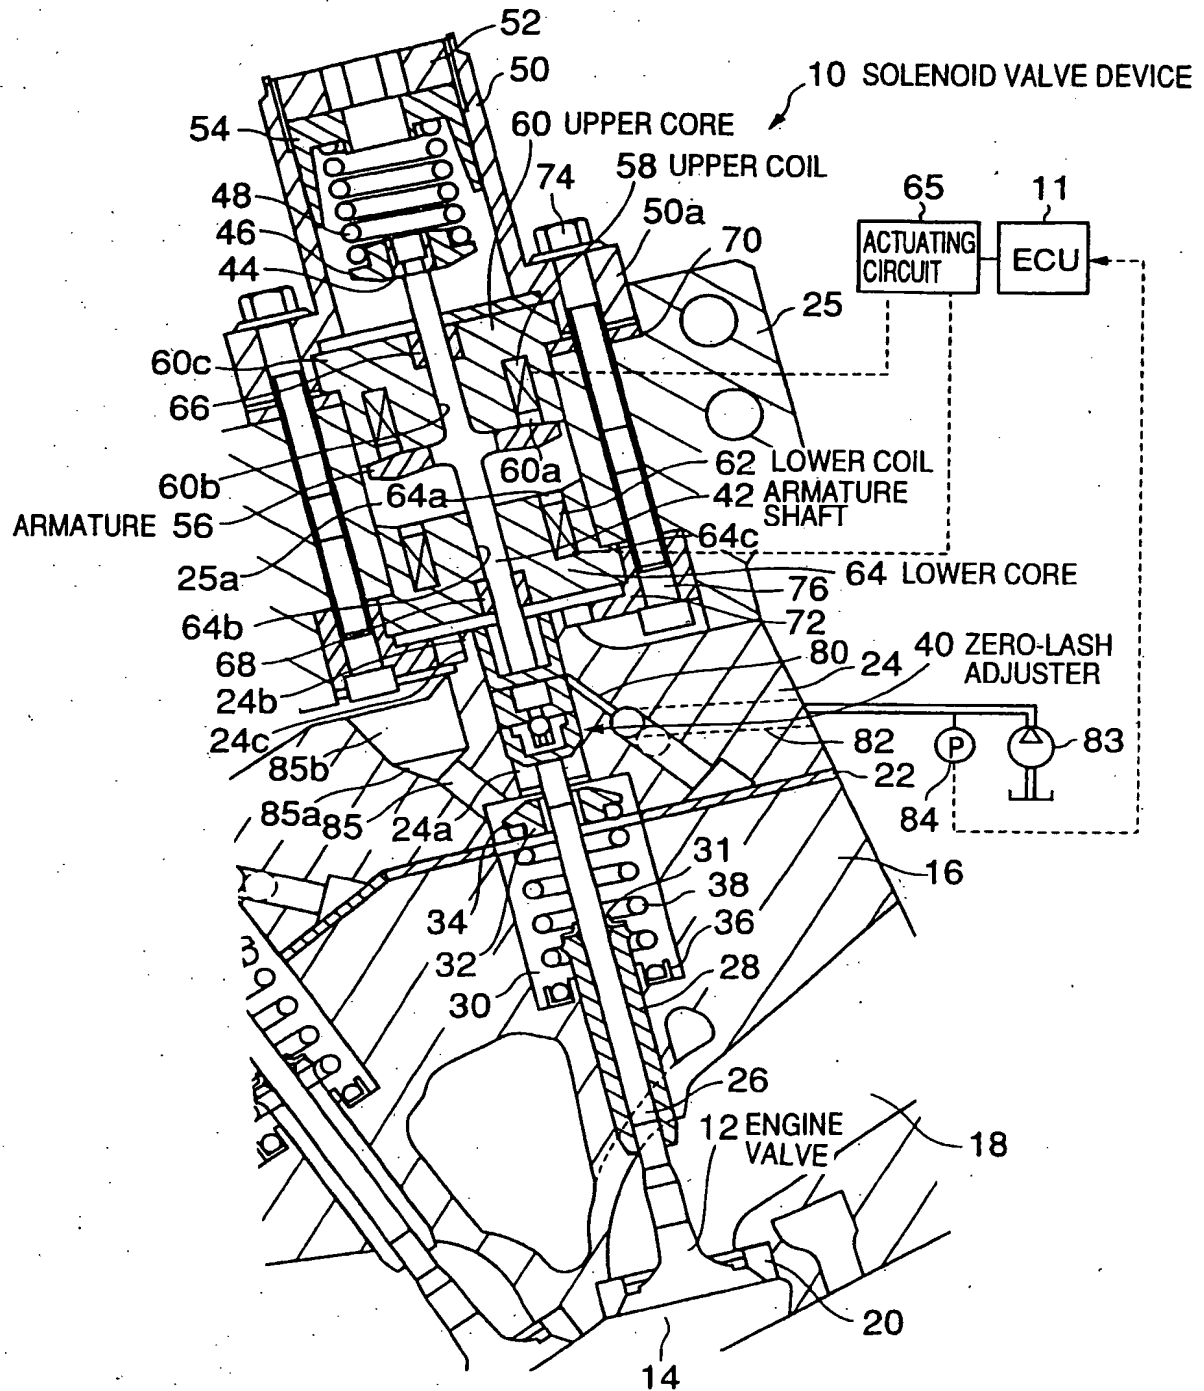 52
50
10 SOLENOID VALVE DEVICE
54
60 UPPER CORE
58 UPPER COIL
74
65
11
48
50a
46
70
ACTUATING
CIRCUIT
ECU
44
25
60c
66
60a
62 LOWER COIL
60b
64a
42 ARMATURE
SHAFT
ARMATURE 56
64c
25a
64 LOWER CORE
76
64b
72
68
80
40 ZERO-LASH
ADJUSTER
24
24b
24c
82
P
83
85b
22
84
85a
85
24a
31
16
38
34
36
32
28
30
26
12 ENGINE
VALVE
18
20
14